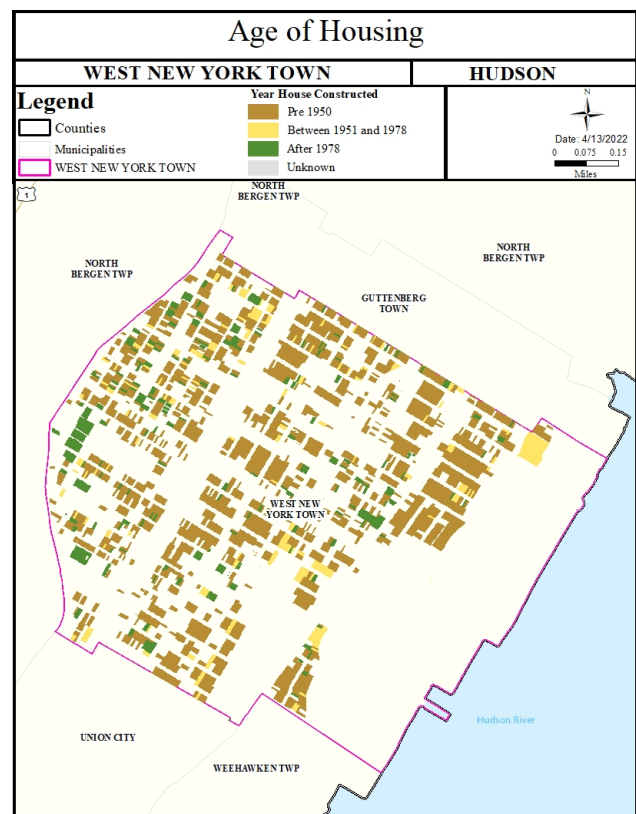 Age of Housing
WEST NEW YORK TOWN
HUDSON
Legend
Counties
Municipalities
WEST NEW YORK TOWN
Year House Constructed
Pre 1950
Between 1951 and 1978
After 1978
Unknown
N
Date: 4/13/2022
0 0.075 0.15
Miles
1
NORTH
BERGEN TWP
NORTH
BERGEN TWP
NORTH
BERGEN TWP
GUTTENBERG
TOWN
WEST NEW
YORK TOWN
Hudson River
UNION CITY
WEEHAWKEN TWP